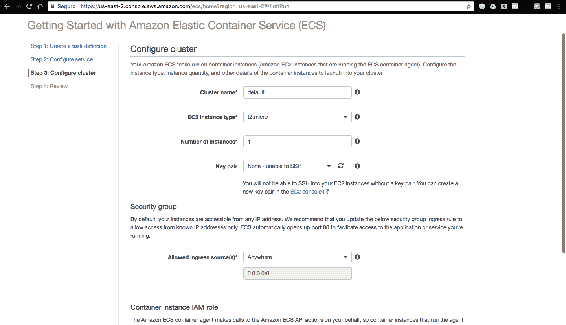 Secure https://us-east-2.console.aws.amazon.com/ecs/home?region=us-east-2#/firstRun
Getting Started with Amazon Elastic Container Service (ECS)
Step 1: Create a task definition
Step 2: Configure service
Step 3: Configure cluster
Step 4: Review
Configure cluster
Your Amazon ECS tasks run on container instances (Amazon EC2 instances that are running the ECS container agent). Configure the
instance type, instance quantity, and other details of the container instances to launch into your cluster.
Cluster name* default
EC2 instance type* t2.micro
Number of instances* 1
Key pair None - unable to SSH
You will not be able to SSH into your EC2 instances without a key pair. You can create a
new key pair in the EC2 console
Security group
By default, your instances are accessible from any IP address. We recommend that you update the below security group ingress rule to
allow access from known IP addresses only. ECS automatically opens up port 80 to facilitate access to the application or service you're
running.
Allowed ingress source(s)* Anywhere
0.0.0.0/0
Container instance IAM role
The Amazon ECS container agent makes calls to the Amazon ECS API actions on your behalf, so container instances that run the agent